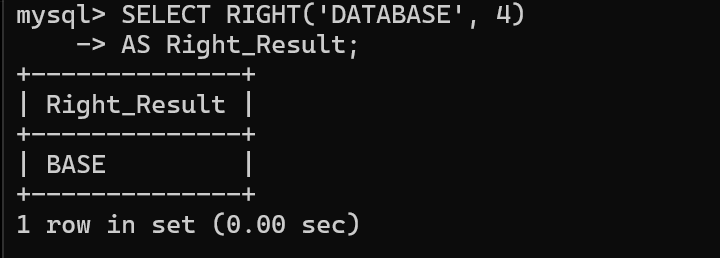 mysql> SELECT RIGHT('DATABASE', 4)
    -> AS Right_Result;
+--------------+
| Right_Result |
+--------------+
| BASE         |
+--------------+
1 row in set (0.00 sec)